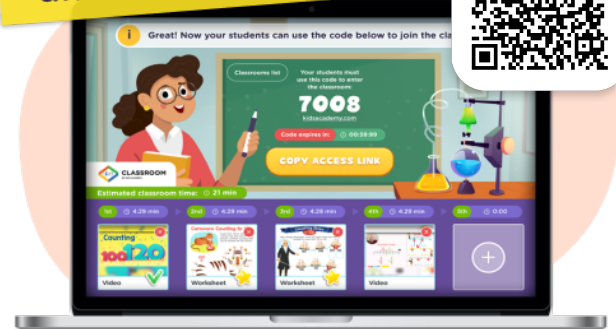 Great! Now your students can use the code below to join the cla
Classrooms list
Your students must
use this code to enter
the classroom:
7008
kidsacademy.com
Code expires in: 00:59:99
COPY ACCESS LINK
CLASSROOM
Estimated classroom time: 21 min
1st 4:29 min
2nd 4:29 min
3rd 4:29 min
4th 4:29 min
5th 0:00
Counting
100 120
Video
Worksheet
Worksheet
Video